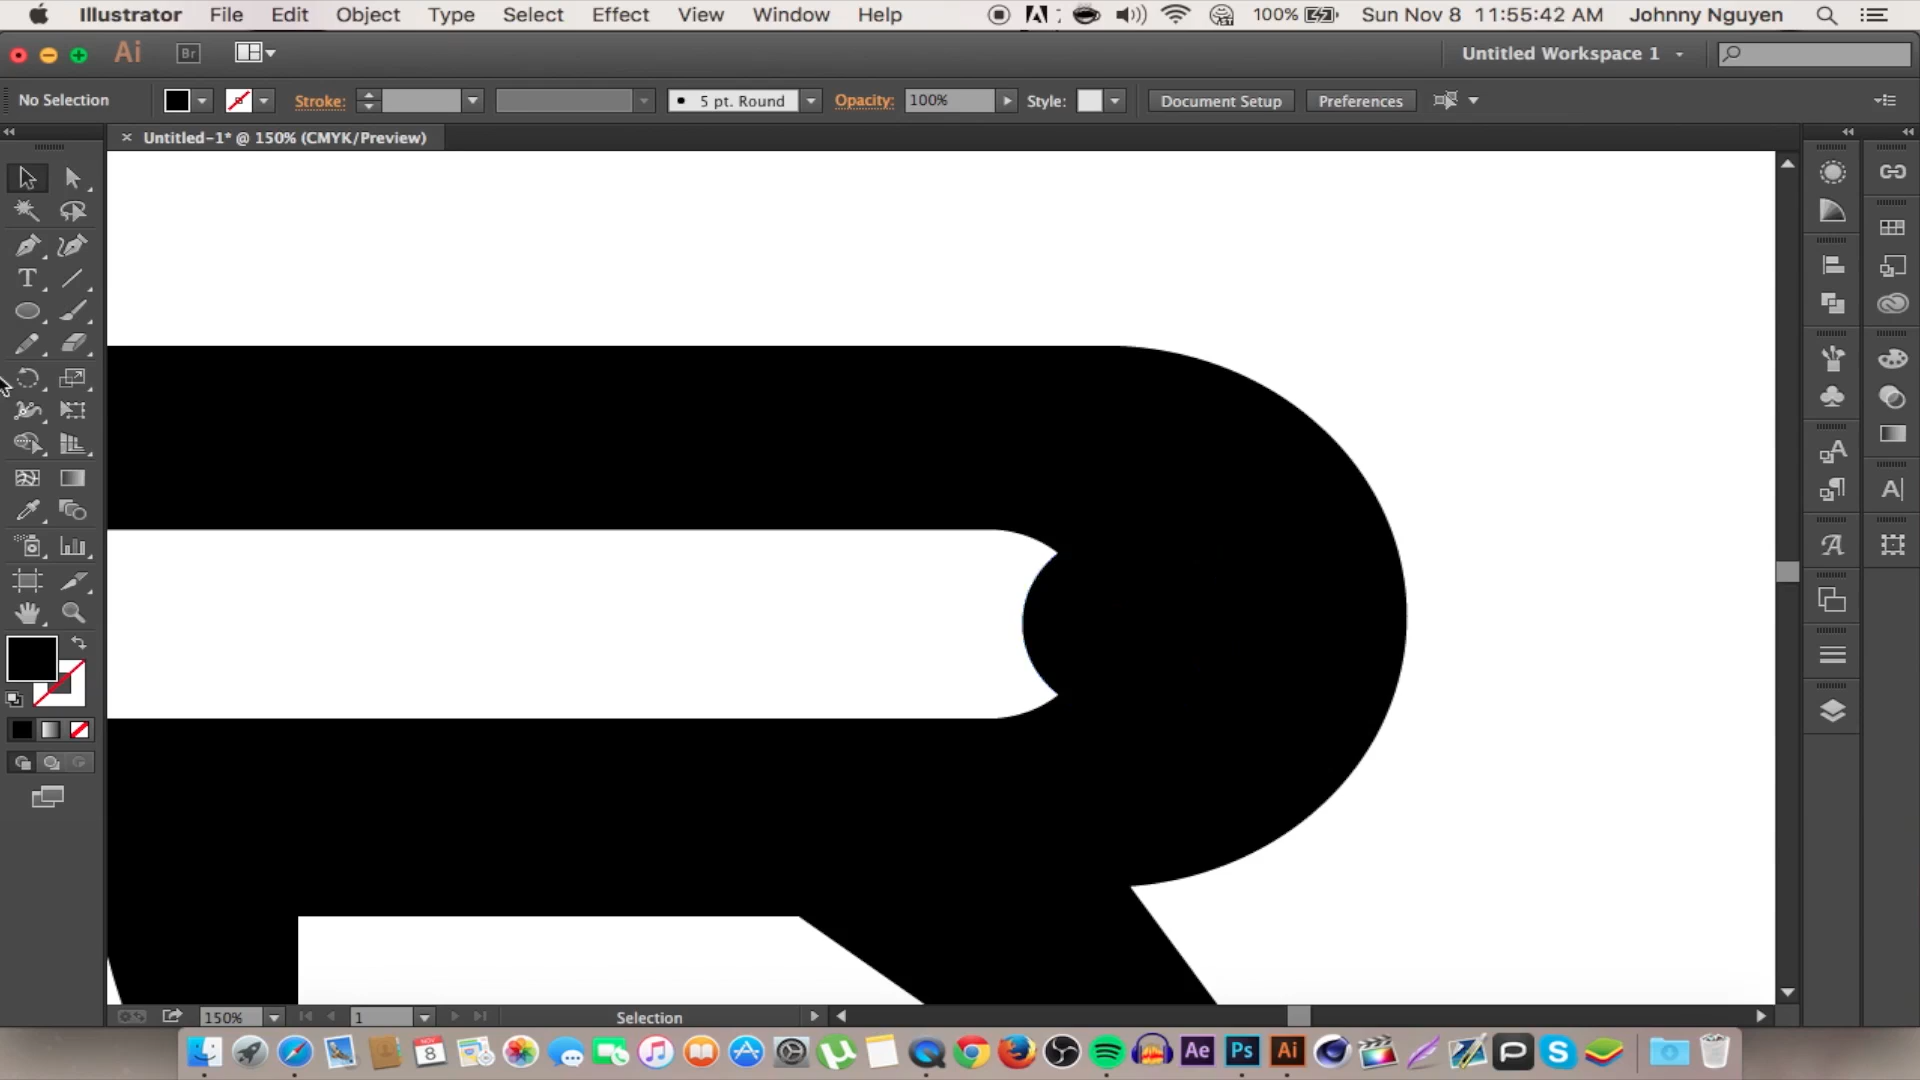 Illustrator File Edit Object Type Select Effect View Window Help 100% Sun Nov 8 11:55:42 AM Johnny Nguyen
Ai Br Untitled Workspace 1
No Selection Stroke: 5 pt. Round Opacity: 100% Style: Document Setup Preferences
× Untitled-1* @ 150% (CMYK/Preview)
150% 1 Selection
NOV
8
Ae Ps Ai